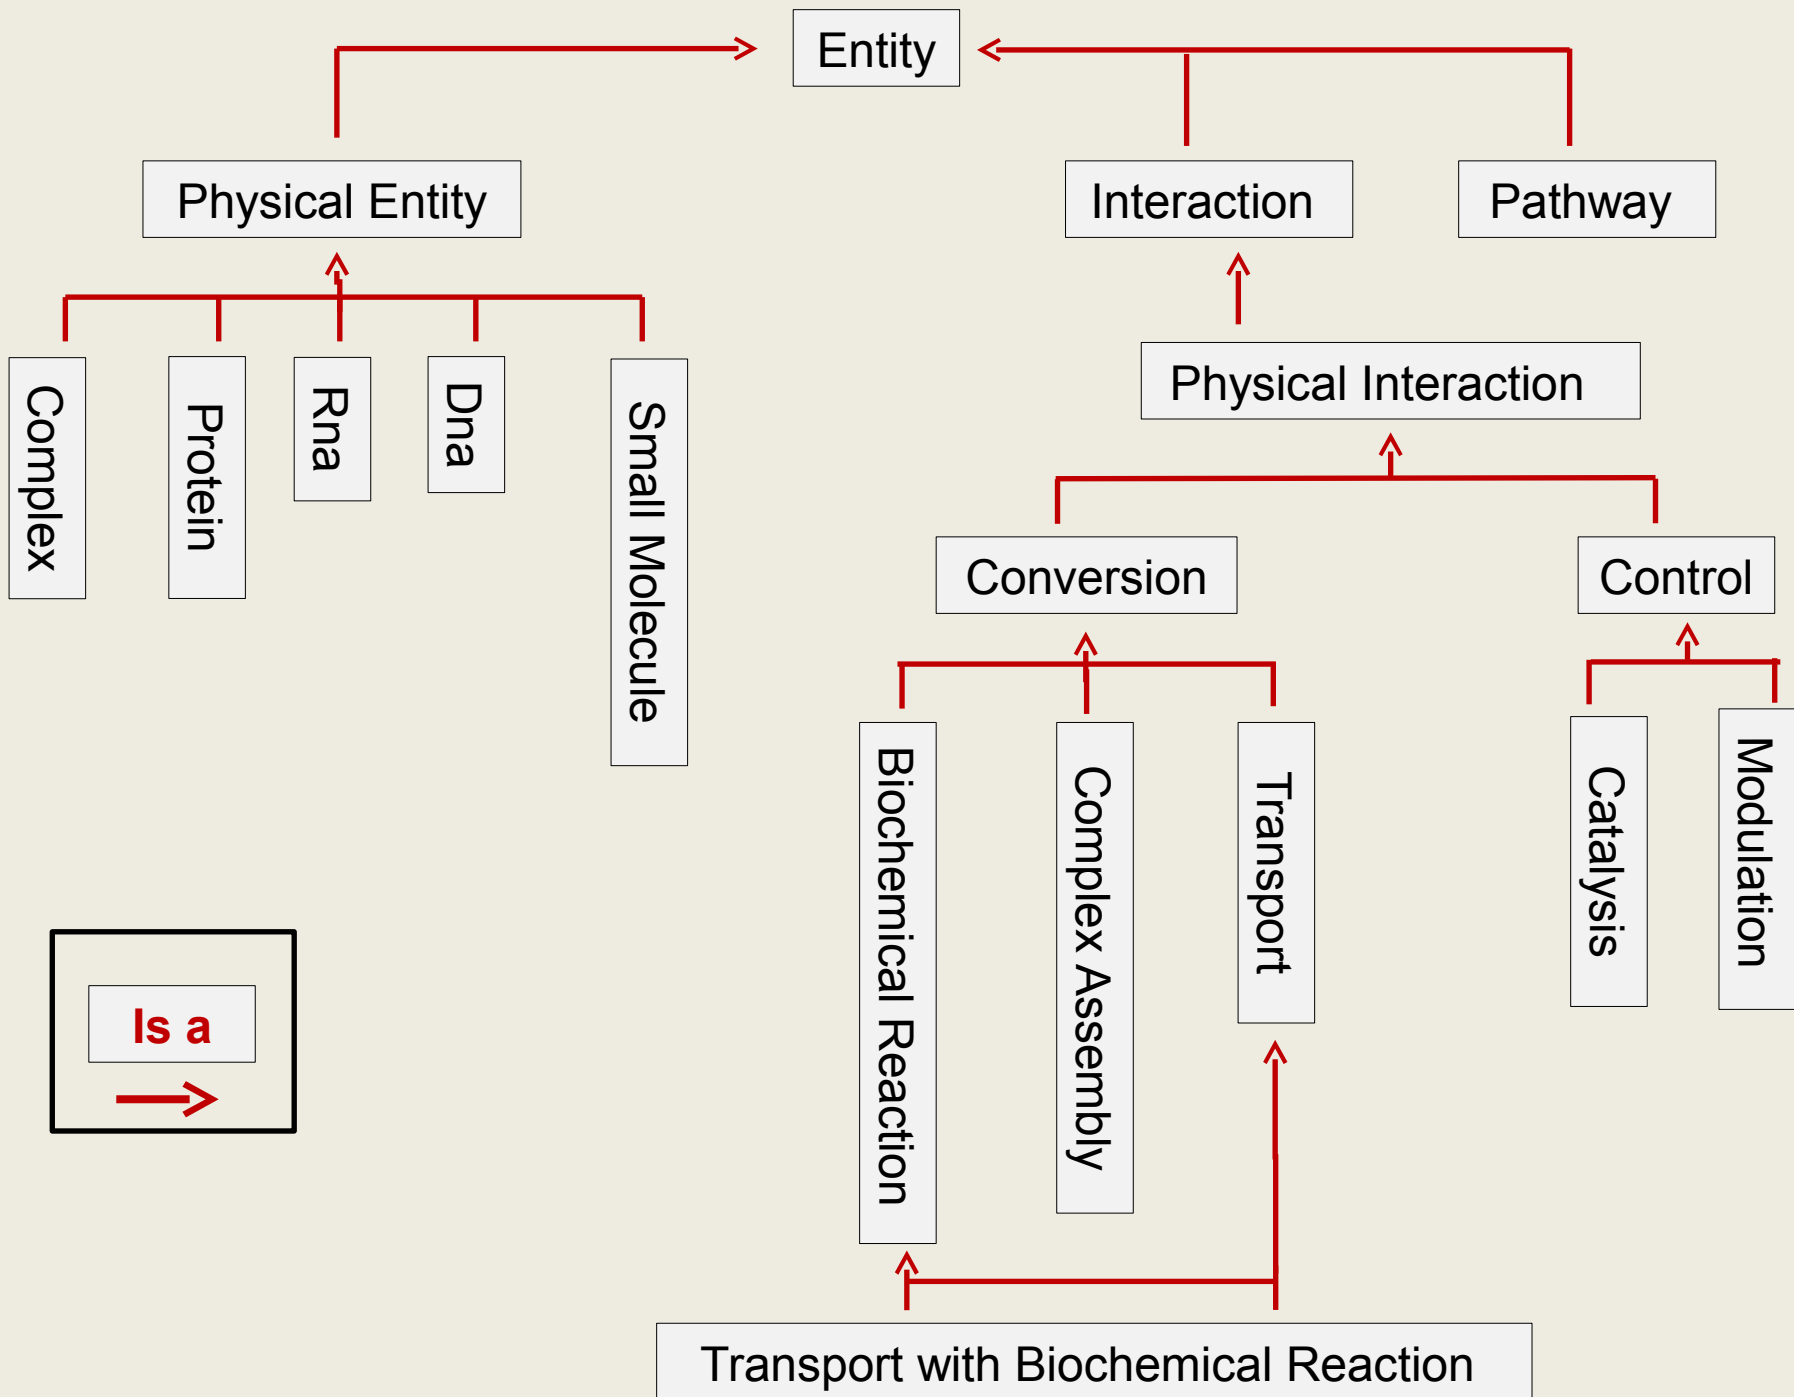 Entity
Physical Entity
Interaction
Pathway
Complex
Protein
Rna
Dna
Small Molecule
Physical Interaction
Conversion
Control
Biochemical Reaction
Complex Assembly
Transport
Catalysis
Modulation
Is a
Transport with Biochemical Reaction